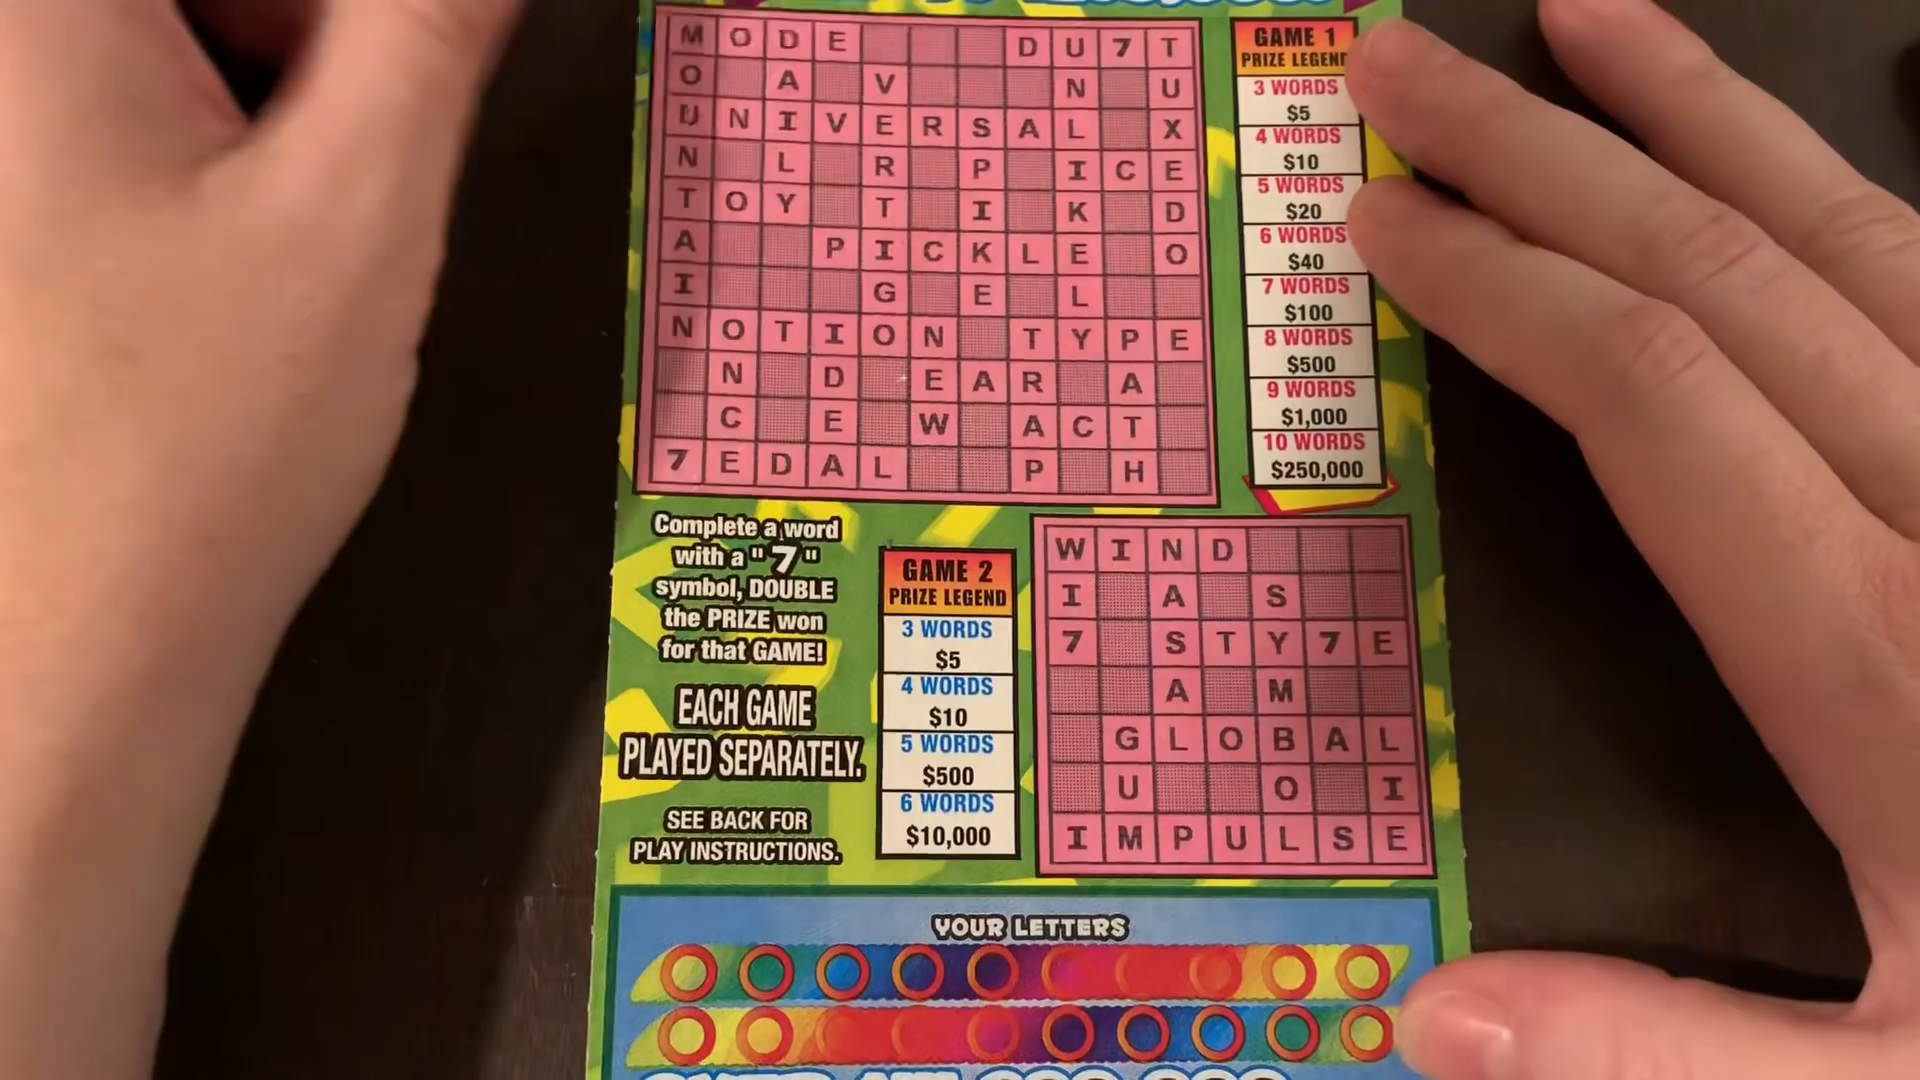 M O D E D U 7 T
O A V N U
U N I V E R S A L X
N L R P I C E
T O Y T I K D
A P I C K L E O
I G E L
N O T I O N T Y P E
N D E A R A
C E W A C T
7 E D A L P H
GAME 1
PRIZE LEGEND
3 WORDS
$5
4 WORDS
$10
5 WORDS
$20
6 WORDS
$40
7 WORDS
$100
8 WORDS
$500
9 WORDS
$1,000
10 WORDS
$250,000
Complete a word
with a "7"
symbol, DOUBLE
the PRIZE won
for that GAME!
EACH GAME
PLAYED SEPARATELY.
SEE BACK FOR
PLAY INSTRUCTIONS.
GAME 2
PRIZE LEGEND
3 WORDS
$5
4 WORDS
$10
5 WORDS
$500
6 WORDS
$10,000
W I N D
I A S
7 S T Y 7 E
A M
G L O B A L
U O I
I M P U L S E
YOUR LETTERS